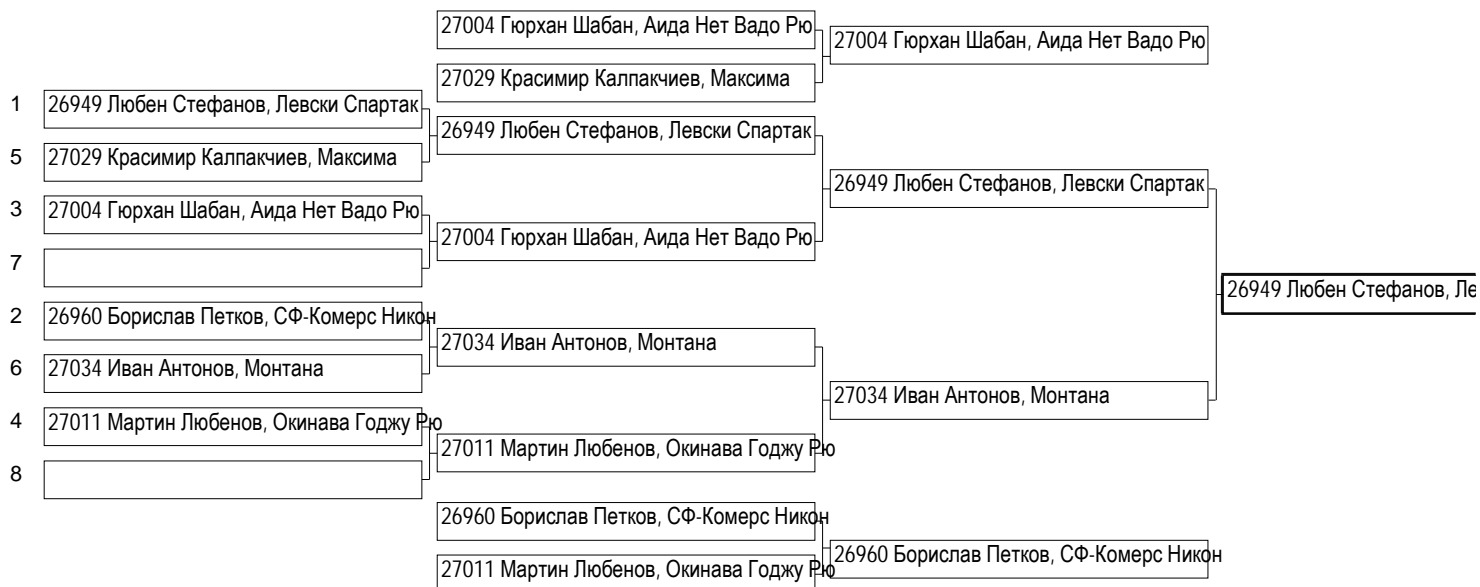 27004 Гюрхан Шабан, Аида Нет Вадо Рю
27004 Гюрхан Шабан, Аида Нет Вадо Рю
27029 Красимир Калпакчиев, Максима
1 26949 Любен Стефанов, Левски Спартак
26949 Любен Стефанов, Левски Спартак
5 27029 Красимир Калпакчиев, Максима
26949 Любен Стефанов, Левски Спартак
3 27004 Гюрхан Шабан, Аида Нет Вадо Рю
27004 Гюрхан Шабан, Аида Нет Вадо Рю
7
26949 Любен Стефанов, Ле
2 26960 Борислав Петков, СФ-Комерс Никон
27034 Иван Антонов, Монтана
6 27034 Иван Антонов, Монтана
27034 Иван Антонов, Монтана
4 27011 Мартин Любенов, Окинава Годжу Рю
27011 Мартин Любенов, Окинава Годжу Рю
8
26960 Борислав Петков, СФ-Комерс Никон
26960 Борислав Петков, СФ-Комерс Никон
27011 Мартин Любенов, Окинава Годжу Рю